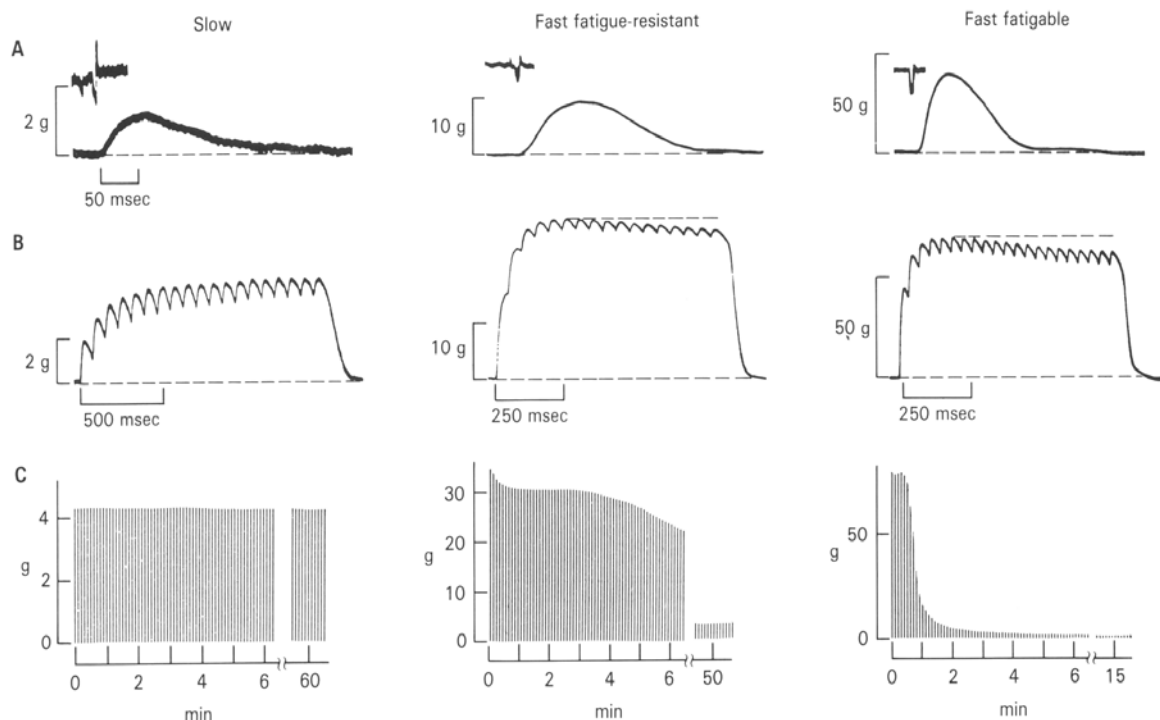 Slow
Fast fatigue-resistant
Fast fatigable
A
2 g
10 g
50 g
50 msec
B
2 g
10 g
50 g
500 msec
250 msec
250 msec
C
4
2
0
g
0 2 4 6 60
min
30
20
10
0
g
0 2 4 6 50
min
50
0
g
0 2 4 6 15
min